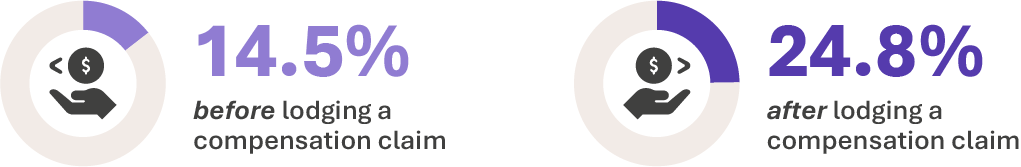 < $
14.5%
before lodging a
compensation claim
$ >
24.8%
after lodging a
compensation claim